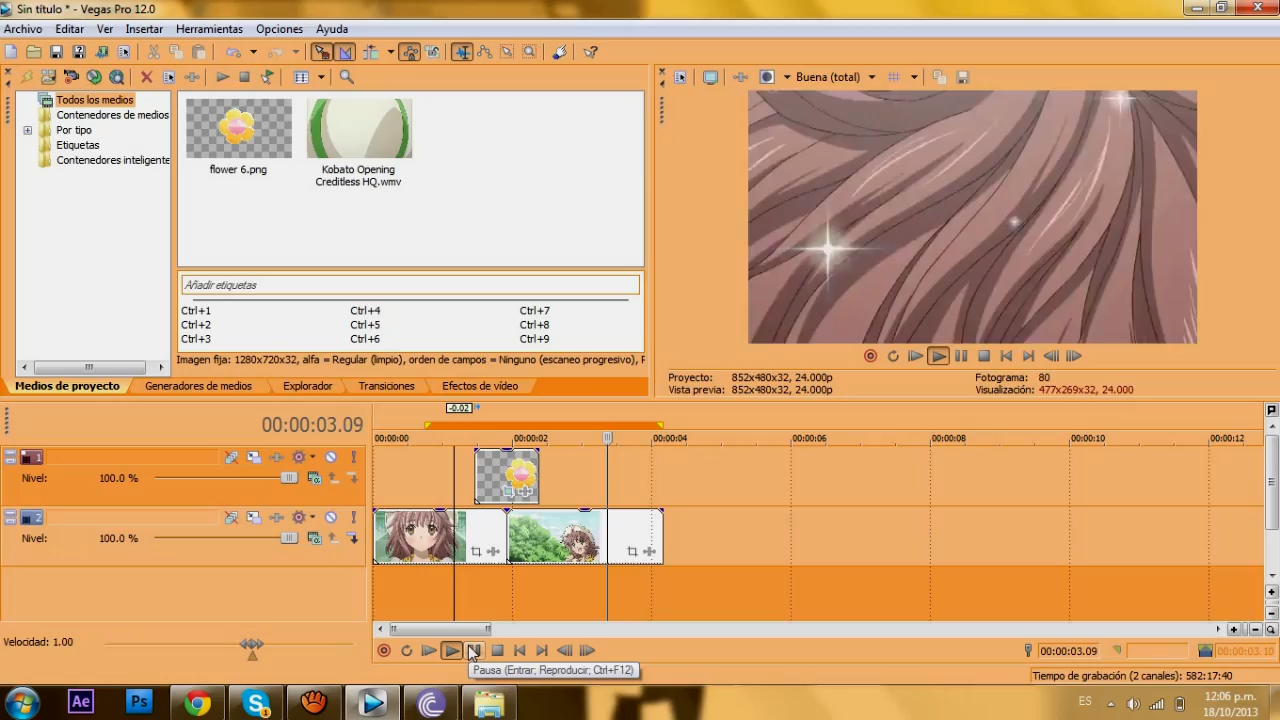 Sin título * - Vegas Pro 12.0
Archivo Editar Ver Insertar Herramientas Opciones Ayuda
Buena (total)
Todos los medios
Contenedores de medios
Por tipo
Etiquetas
Contenedores inteligente
flower 6.png
Kobato Opening
Creditless HQ.wmv
Añadir etiquetas
Ctrl+1 Ctrl+4 Ctrl+7
Ctrl+2 Ctrl+5 Ctrl+8
Ctrl+3 Ctrl+6 Ctrl+9
Imagen fija: 1280x720x32, alfa = Regular (limpio), orden de campos = Ninguno (escaneo progresivo), F
Medios de proyecto Generadores de medios Explorador Transiciones Efectos de vídeo
Proyecto: 852x480x32, 24.000p
Vista previa: 852x480x32, 24.000p
Fotograma: 80
Visualización: 477x269x32, 24.000
-0.02
00:00:03.09
00:00:00 00:00:02 00:00:04 00:00:06 00:00:08 00:00:10 00:00:12
1
Nivel: 100.0 %
2
Nivel: 100.0 %
Velocidad: 1.00
Pausa (Entrar; Reproducir; Ctrl+F12)
00:00:03.09
00:00:03.10
Tiempo de grabación (2 canales): 582:17:40
Ae Ps
ES
12:06 p.m.
18/10/2013